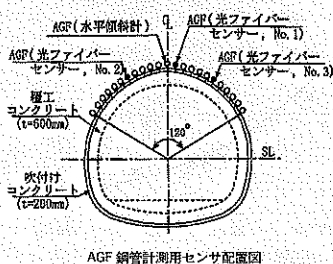 AGF(水平傾斜計)
℄
AGF(光ファイバー
センサー, No.1)
AGF(光ファイバー
センサー, No.2)
AGF(光ファイバー
センサー, No.3)
覆工
コンクリート
(t=600mm)
120°
SL
吹付け
コンクリート
(t=200mm)
AGF 鋼管計測用センサ配置図